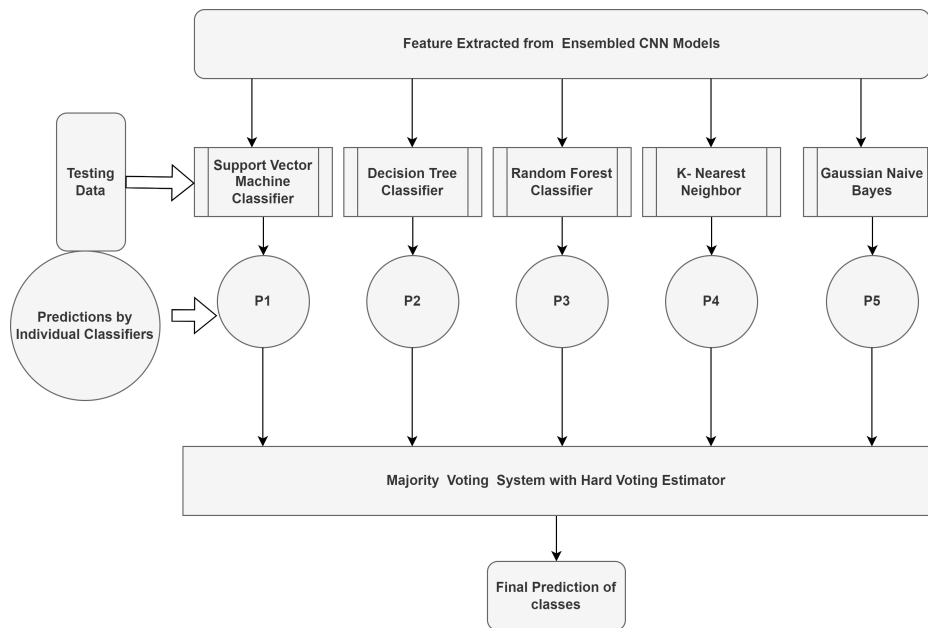 Feature Extracted from  Ensembled CNN Models
Testing
Data
Support Vector
Machine
Classifier
Decision Tree
Classifier
Random Forest
Classifier
K- Nearest
Neighbor
Gaussian Naive
Bayes
Predictions by
Individual Classifiers
P1
P2
P3
P4
P5
Majority  Voting  System with Hard Voting Estimator
Final Prediction of
classes